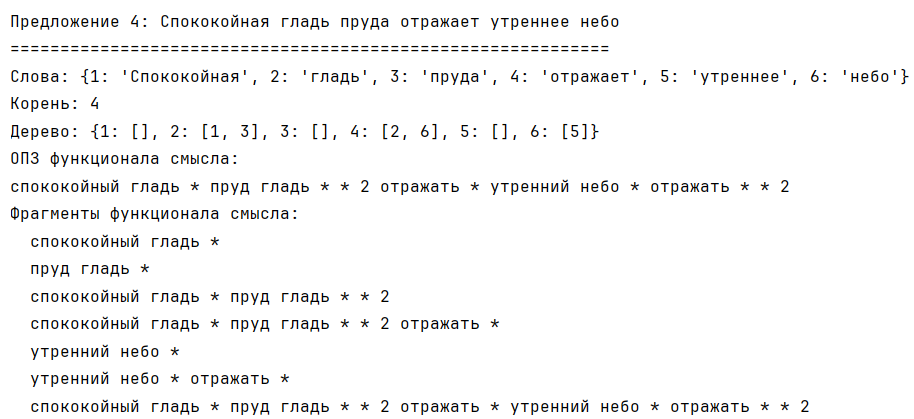 Предложение 4: Спококойная гладь пруда отражает утреннее небо
============================================================
Слова: {1: 'Спококойная', 2: 'гладь', 3: 'пруда', 4: 'отражает', 5: 'утреннее', 6: 'небо'}
Корень: 4
Дерево: {1: [], 2: [1, 3], 3: [], 4: [2, 6], 5: [], 6: [5]}
ОПЗ функционала смысла:
спококойный гладь * пруд гладь * * 2 отражать * утренний небо * отражать * * 2
Фрагменты функционала смысла:
  спококойный гладь *
  пруд гладь *
  спококойный гладь * пруд гладь * * 2
  спококойный гладь * пруд гладь * * 2 отражать *
  утренний небо *
  утренний небо * отражать *
  спококойный гладь * пруд гладь * * 2 отражать * утренний небо * отражать * * 2